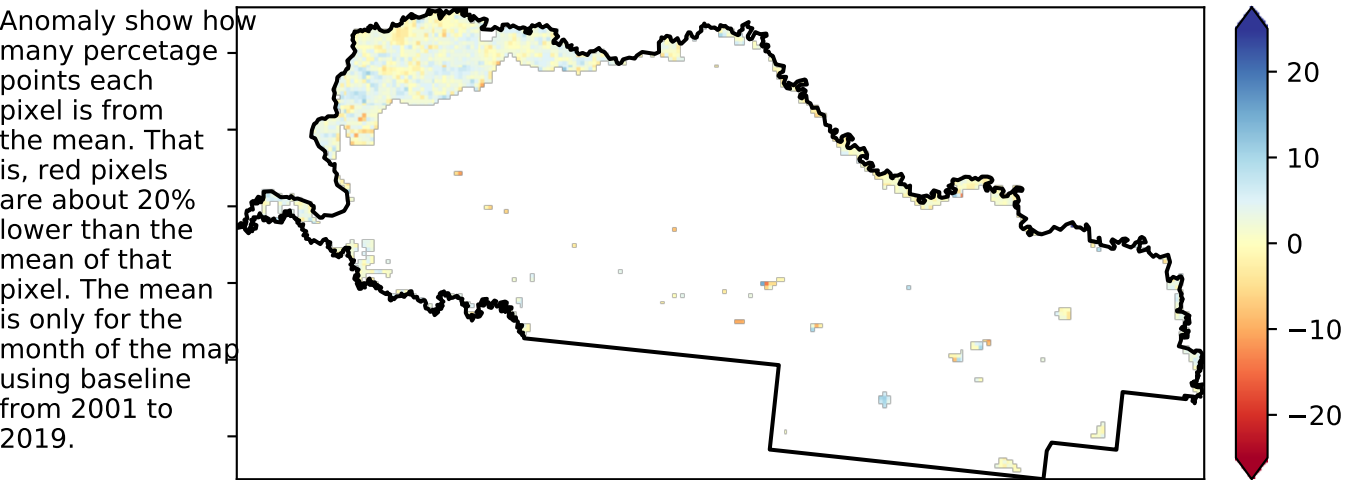 Anomaly show how
many percetage
points each
pixel is from
the mean. That
is, red pixels
are about 20%
lower than the
mean of that
pixel. The mean
is only for the
month of the map
using baseline
from 2001 to
2019.
20
10
0
−10
−20